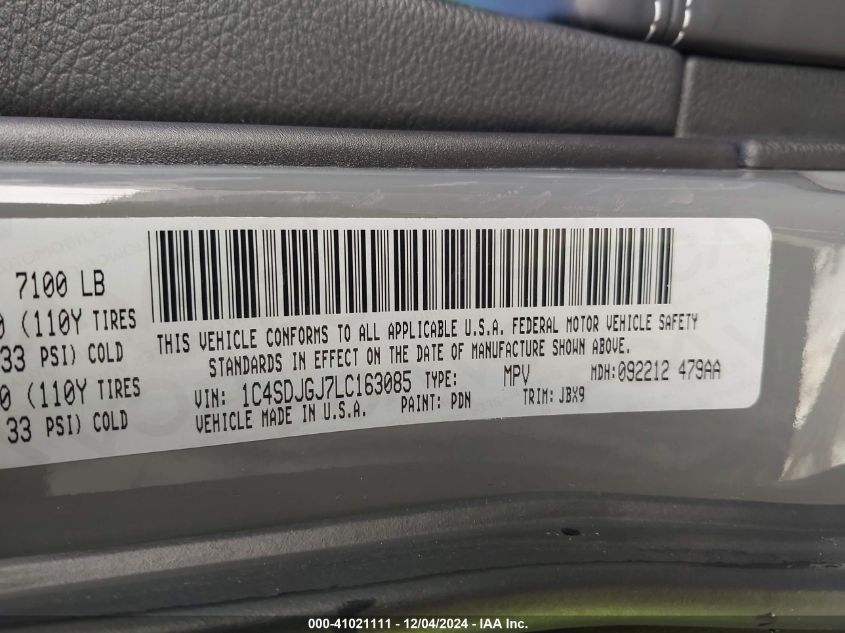 7100 LB
0 (110Y TIRES
33 PSI) COLD
0 (110Y TIRES
33 PSI) COLD
THIS VEHICLE CONFORMS TO ALL APPLICABLE U.S.A. FEDERAL MOTOR VEHICLE SAFETY
STANDARDS IN EFFECT ON THE DATE OF MANUFACTURE SHOWN ABOVE.
VIN: 1C4SDJGJ7LC163085 TYPE: MPV MDH:092212 479AA
VEHICLE MADE IN U.S.A. PAINT: PDN TRIM: JBX9
000-41021111 - 12/04/2024 - IAA Inc.